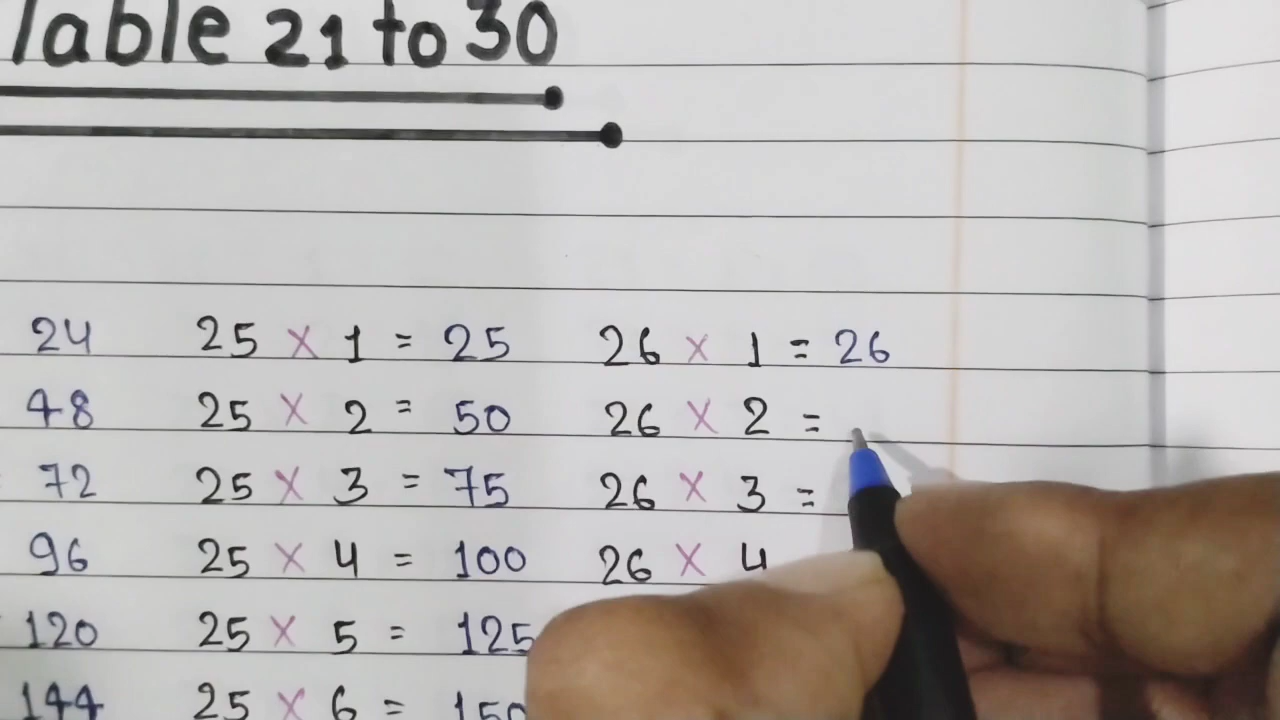 Table 21 to 30
24 25 × 1 = 25 26 × 1 = 26
48 25 × 2 = 50 26 × 2 =
72 25 × 3 = 75 26 × 3 =
96 25 × 4 = 100 26 × 4
120 25 × 5 = 125
144 25 × 6 = 150